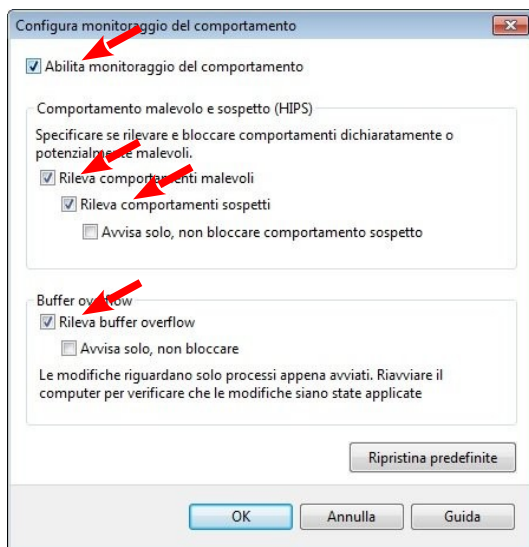 Configura monitoraggio del comportamento
Abilita monitoraggio del comportamento
Comportamento malevolo e sospetto (HIPS)
Specificare se rilevare e bloccare comportamenti dichiaratamente o
potenzialmente malevoli.
Rileva comportamenti malevoli
Rileva comportamenti sospetti
Avvisa solo, non bloccare comportamento sospetto
Buffer overflow
Rileva buffer overflow
Avvisa solo, non bloccare
Le modifiche riguardano solo processi appena avviati. Riavviare il
computer per verificare che le modifiche siano state applicate
Ripristina predefinite
OK
Annulla
Guida